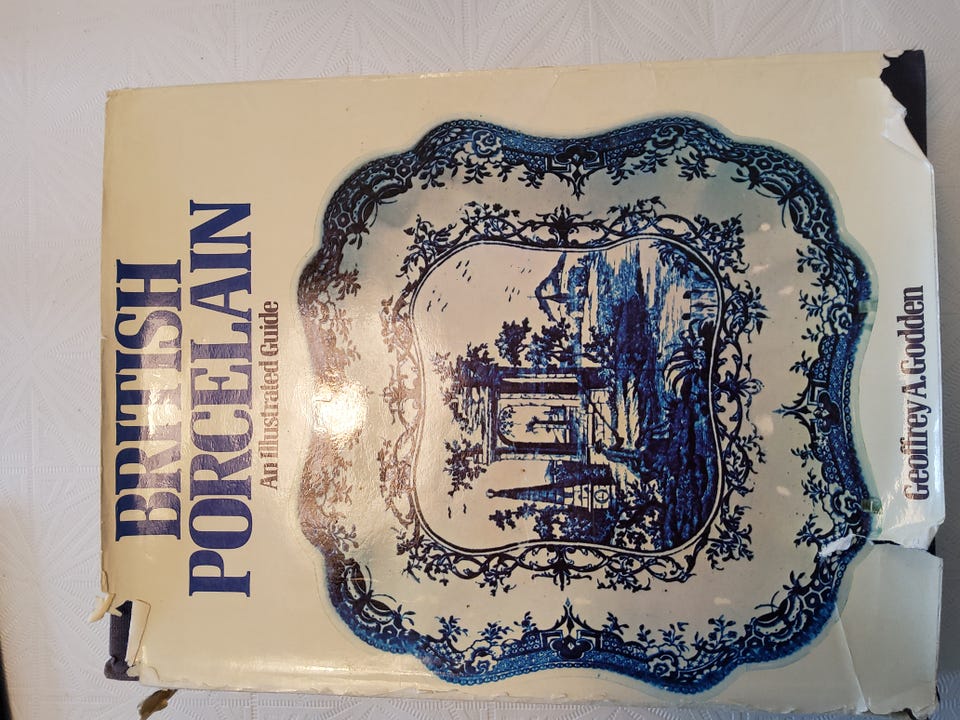 BRITISH
PORCELAIN
An Illustrated Guide
Geoffrey A.Godden